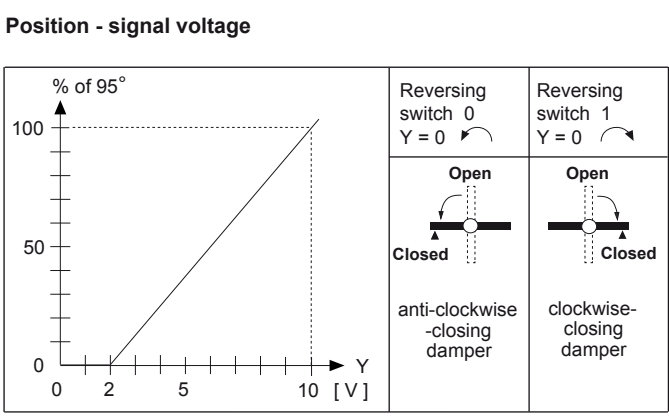 Position - signal voltage
% of 95°
100
50
0
0 2 5 10 [ V ]
Y
Reversing
switch 0
Y = 0
Reversing
switch 1
Y = 0
Open
Closed
anti-clockwise
-closing
damper
Open
Closed
clockwise-
closing
damper